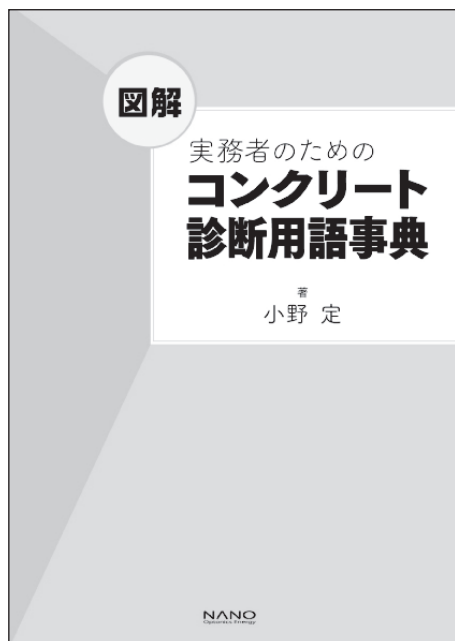 図解
実務者のための
コンクリート
診断用語事典
著
小野 定
NANO